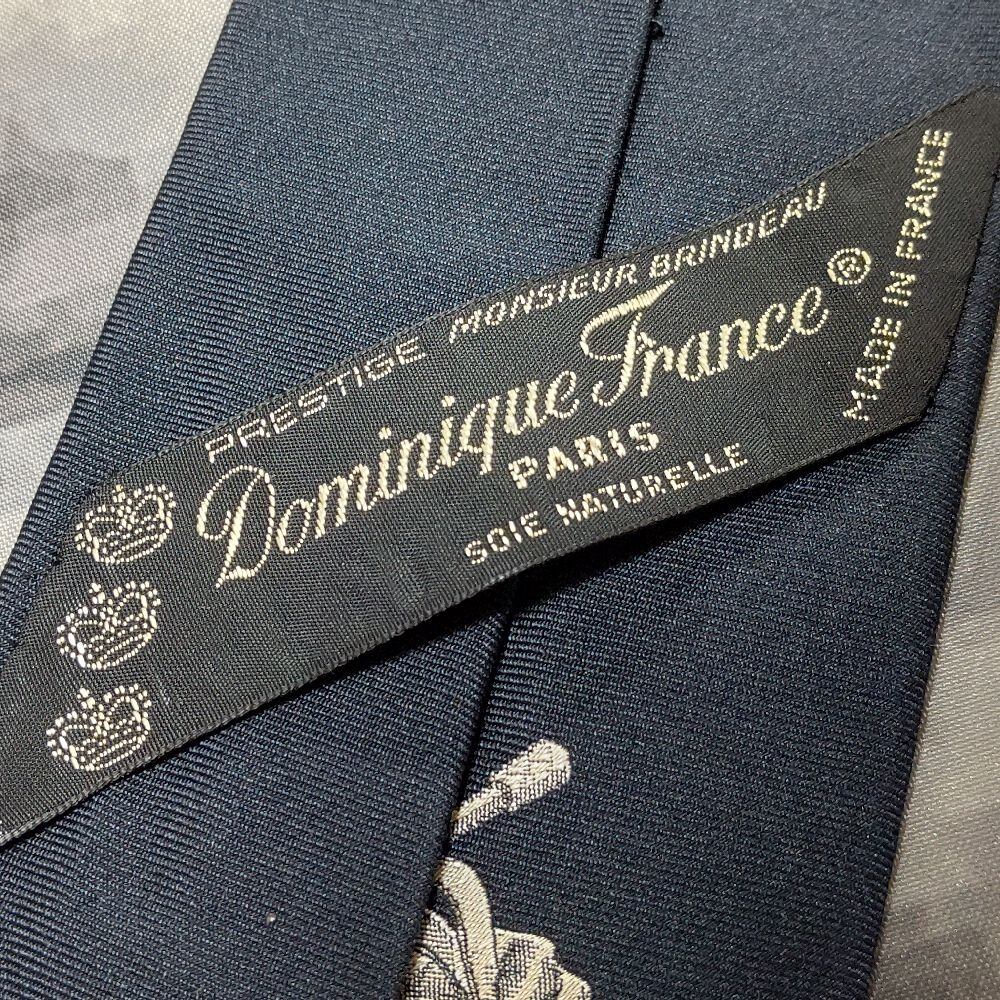 PRESTIGE MONSIEUR BRINDEAU
Dominique France®
PARIS
SOIE NATURELLE
MADE IN FRANCE